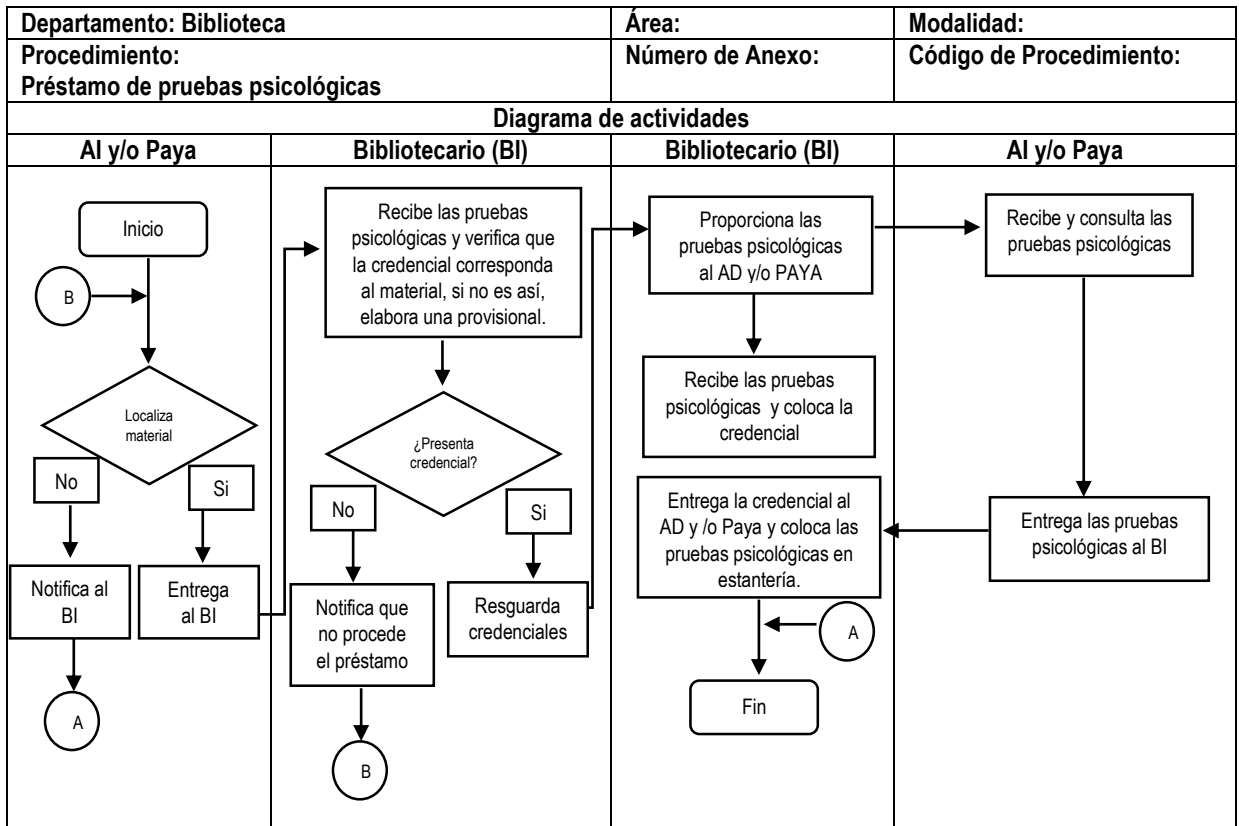 Departamento: Biblioteca
Área:
Modalidad:
Procedimiento:
Préstamo de pruebas psicológicas
Número de Anexo:
Código de Procedimiento:
Diagrama de actividades
Al y/o Paya
Bibliotecario (BI)
Bibliotecario (BI)
Al y/o Paya
Inicio
B
Localiza
material
No
Si
Notifica al
BI
Entrega
al BI
A
Recibe las pruebas
psicológicas y verifica que
la credencial corresponda
al material, si no es así,
elabora una provisional.
¿Presenta
credencial?
No
Si
Notifica que
no procede
el préstamo
Resguarda
credenciales
B
Proporciona las
pruebas psicológicas
al AD y/o PAYA
Recibe las pruebas
psicológicas y coloca la
credencial
Entrega la credencial al
AD y /o Paya y coloca las
pruebas psicológicas en
estantería.
A
Fin
Recibe y consulta las
pruebas psicológicas
Entrega las pruebas
psicológicas al BI